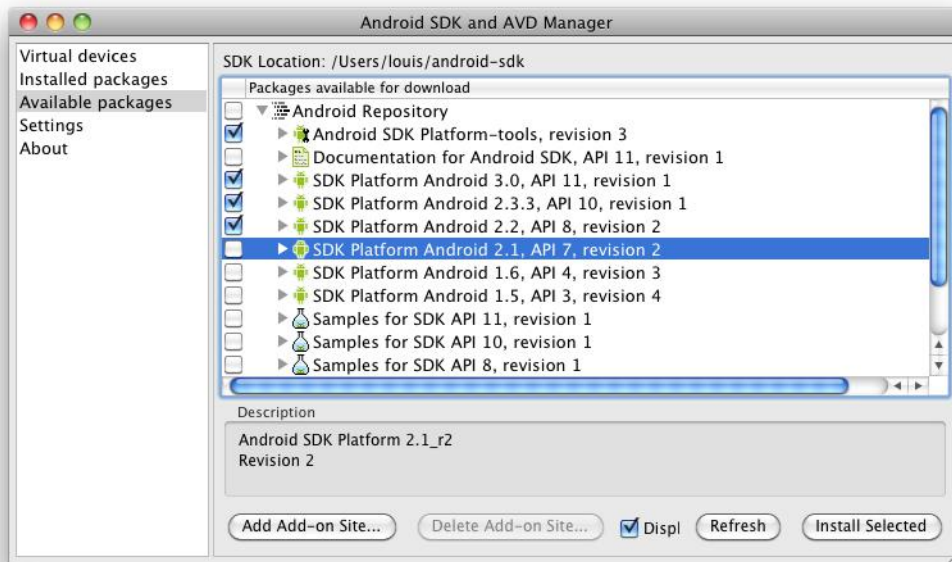 Android SDK and AVD Manager
Virtual devices
Installed packages
Available packages
Settings
About
SDK Location: /Users/louis/android-sdk
Packages available for download
Android Repository
Android SDK Platform-tools, revision 3
Documentation for Android SDK, API 11, revision 1
SDK Platform Android 3.0, API 11, revision 1
SDK Platform Android 2.3.3, API 10, revision 1
SDK Platform Android 2.2, API 8, revision 2
SDK Platform Android 2.1, API 7, revision 2
SDK Platform Android 1.6, API 4, revision 3
SDK Platform Android 1.5, API 3, revision 4
Samples for SDK API 11, revision 1
Samples for SDK API 10, revision 1
Samples for SDK API 8, revision 1
Description
Android SDK Platform 2.1_r2
Revision 2
Add Add-on Site... Delete Add-on Site... Displ Refresh Install Selected